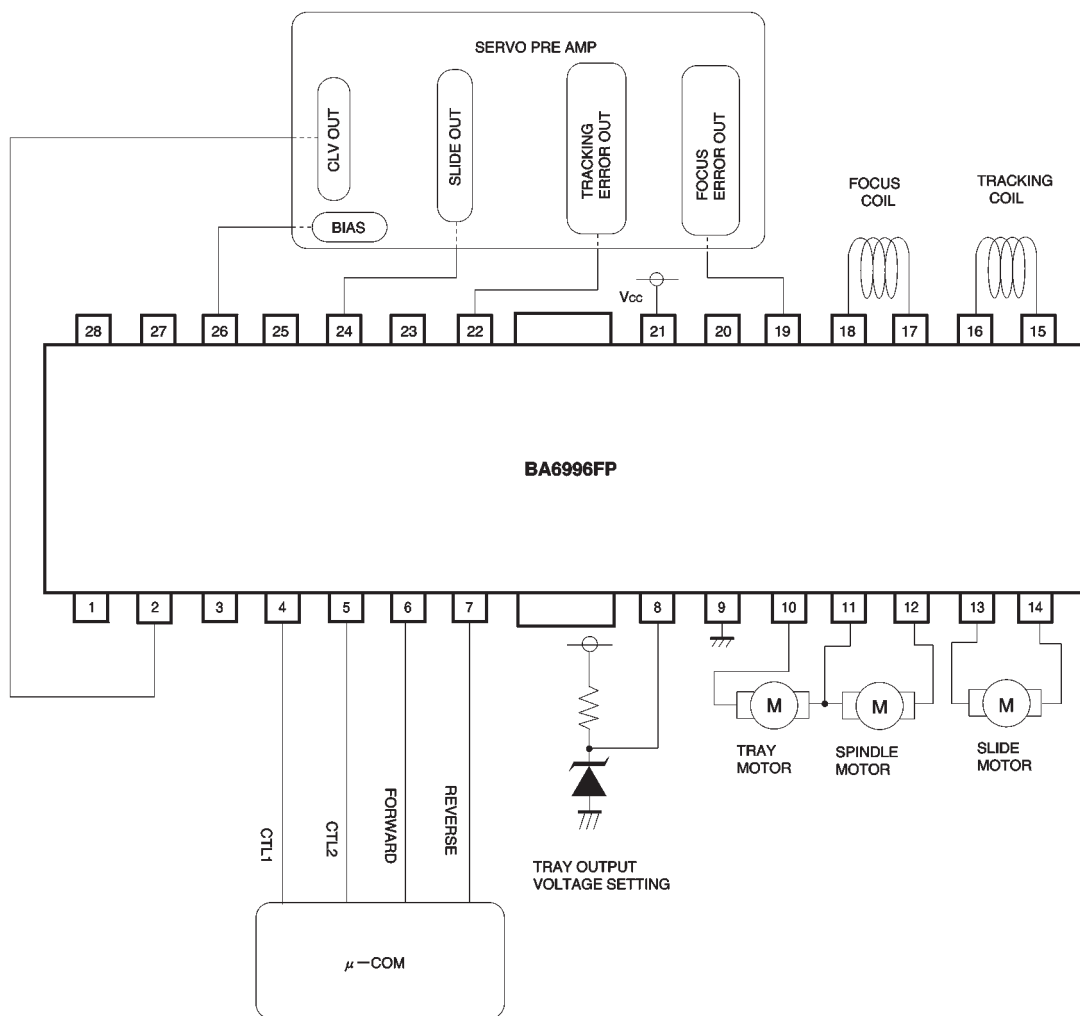 SERVO PRE AMP
CLV OUT
SLIDE OUT
TRACKING
ERROR OUT
FOCUS
ERROR OUT
BIAS
FOCUS
COIL
TRACKING
COIL
Vcc
28 27 26 25 24 23 22 21 20 19 18 17 16 15
BA6996FP
1 2 3 4 5 6 7 8 9 10 11 12 13 14
M M M
TRAY
MOTOR
SPINDLE
MOTOR
SLIDE
MOTOR
CTL1
CTL2
FORWARD
REVERSE
TRAY OUTPUT
VOLTAGE SETTING
μ－COM